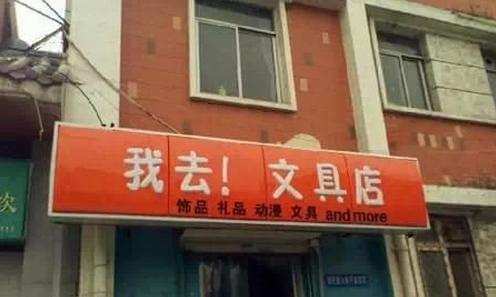 我去！文具店
饰品 礼品 动漫 文具 and more